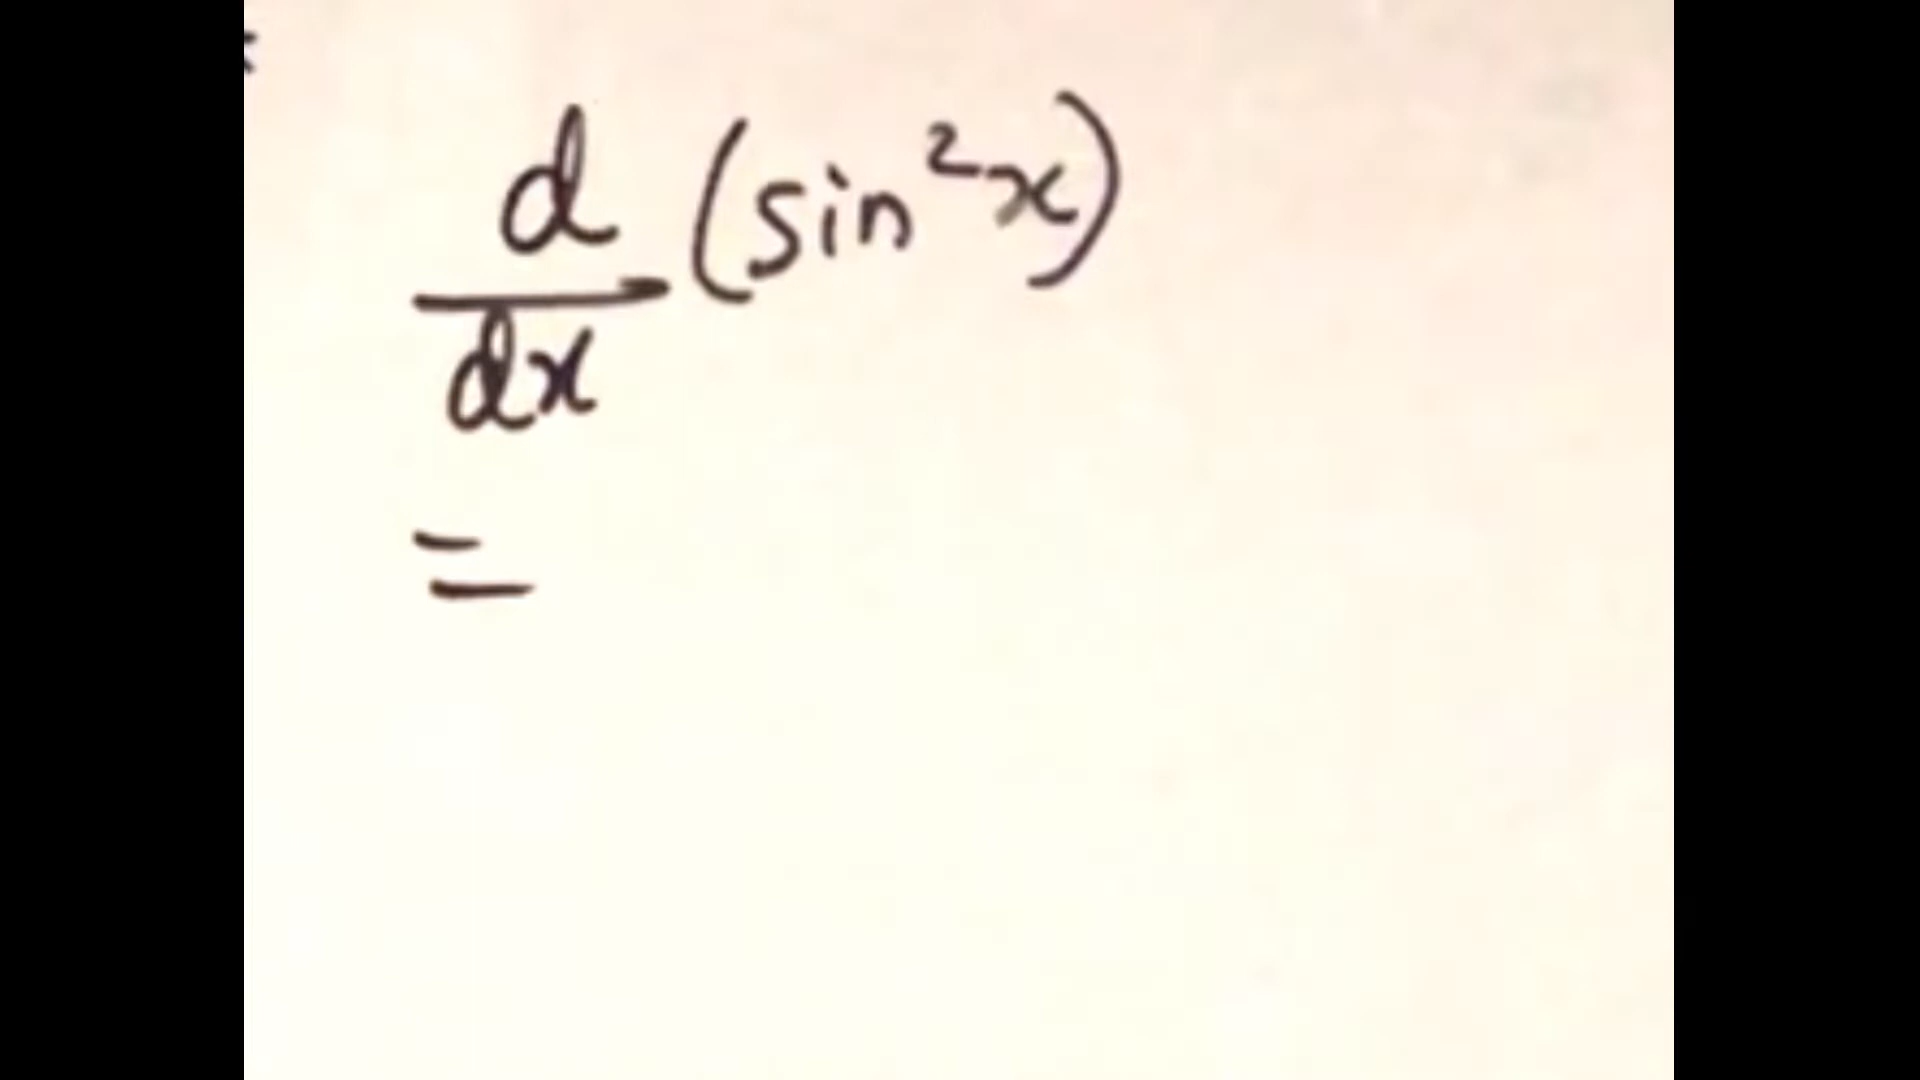 d/dx (sin²x)
=